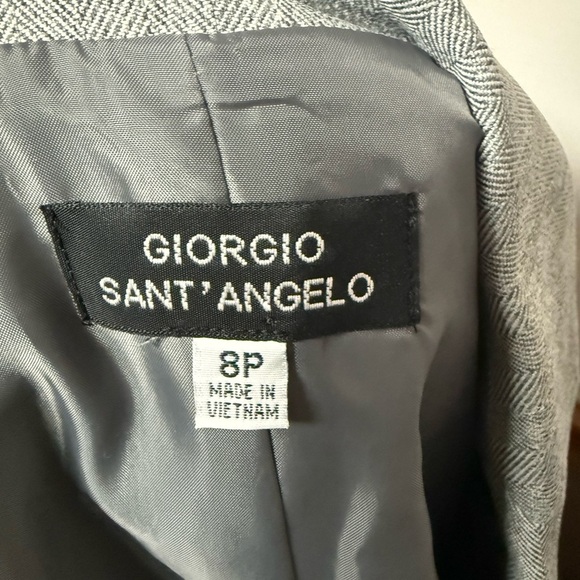 GIORGIO
SANT'ANGELO
8P
MADE IN
VIETNAM